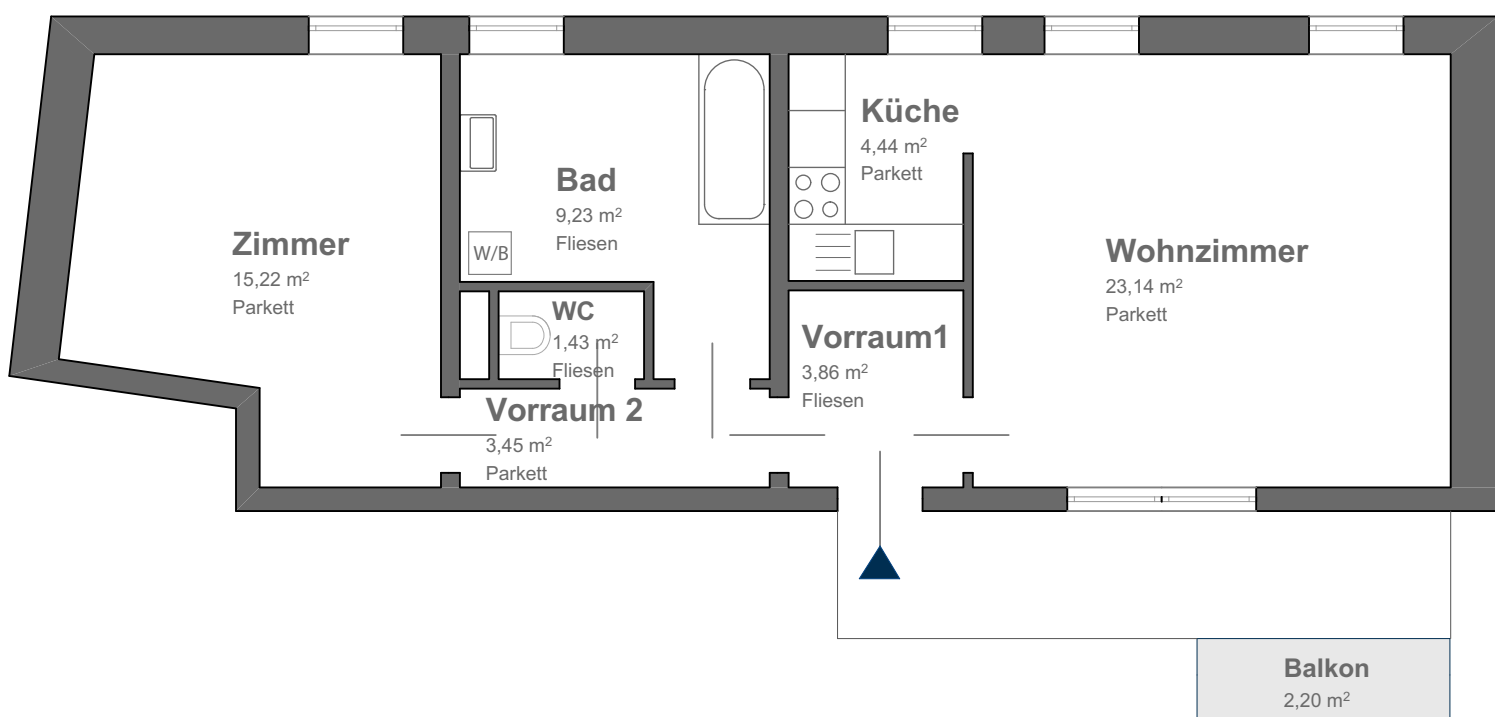 Küche
4,44 m²
Parkett
Bad
9,23 m²
Fliesen
W/B
Zimmer
15,22 m²
Parkett
Wohnzimmer
23,14 m²
Parkett
WC
1,43 m²
Fliesen
Vorraum1
3,86 m²
Fliesen
Vorraum 2
3,45 m²
Parkett
Balkon
2,20 m²